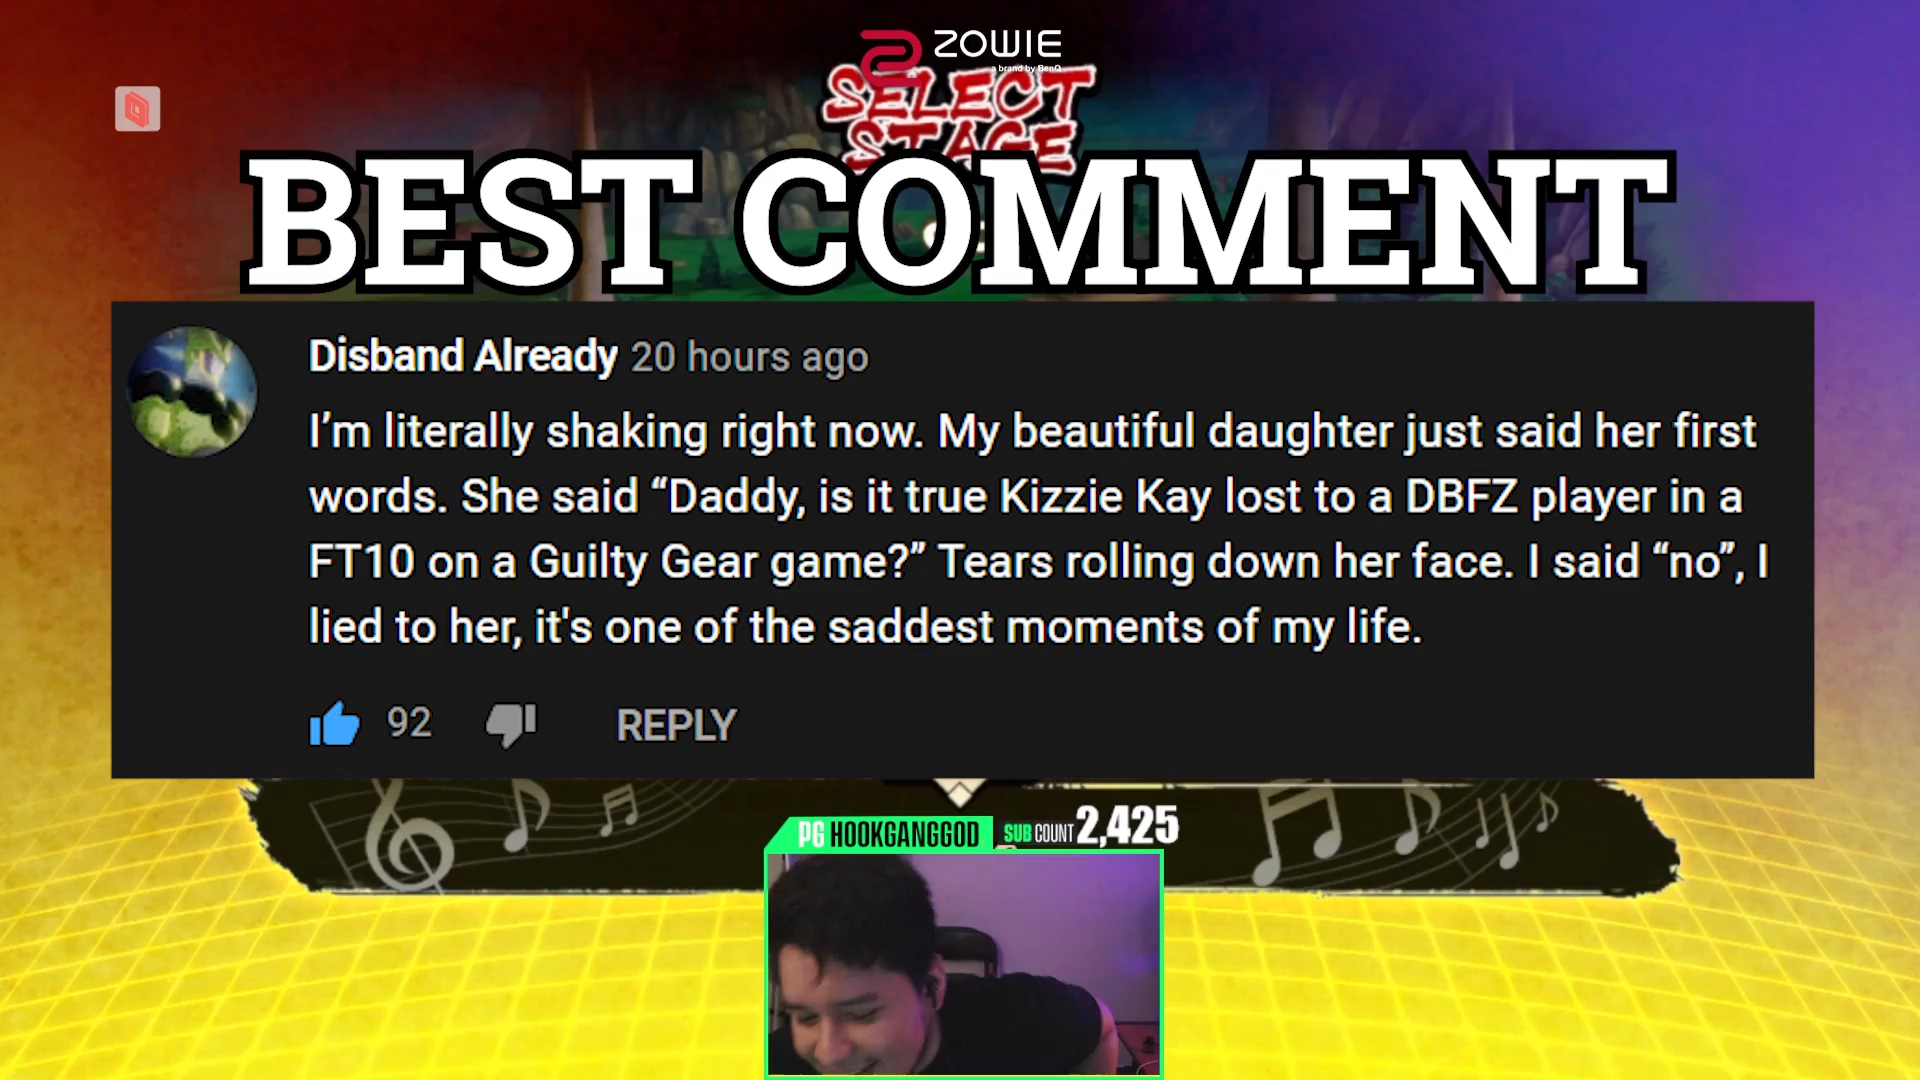 ZOWIE
a brand by BenQ
SELECT
STAGE
BEST COMMENT
Disband Already 20 hours ago
I’m literally shaking right now. My beautiful daughter just said her first
words. She said “Daddy, is it true Kizzie Kay lost to a DBFZ player in a
FT10 on a Guilty Gear game?” Tears rolling down her face. I said “no”, I
lied to her, it's one of the saddest moments of my life.
92 REPLY
PG HOOKGANGGOD SUB COUNT 2,425